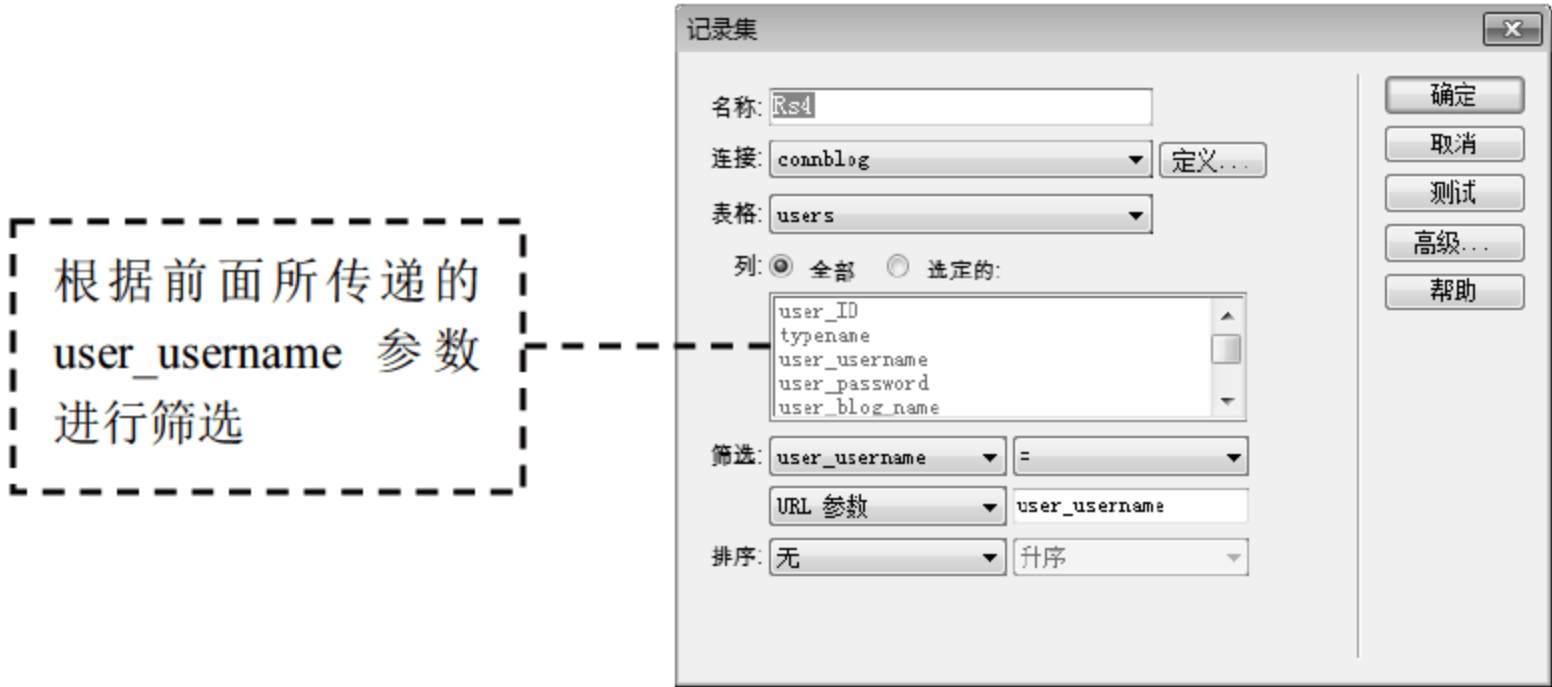 记录集
名称: Rs4
确定
连接: connblog 定义...
取消
表格: users
测试
列: 全部 选定的:
高级...
user_ID
帮助
typename
user_username
user_password
user_blog_name
筛选: user_username =
URL 参数 user_username
排序: 无 升序
根据前面所传递的
user_username 参数
进行筛选